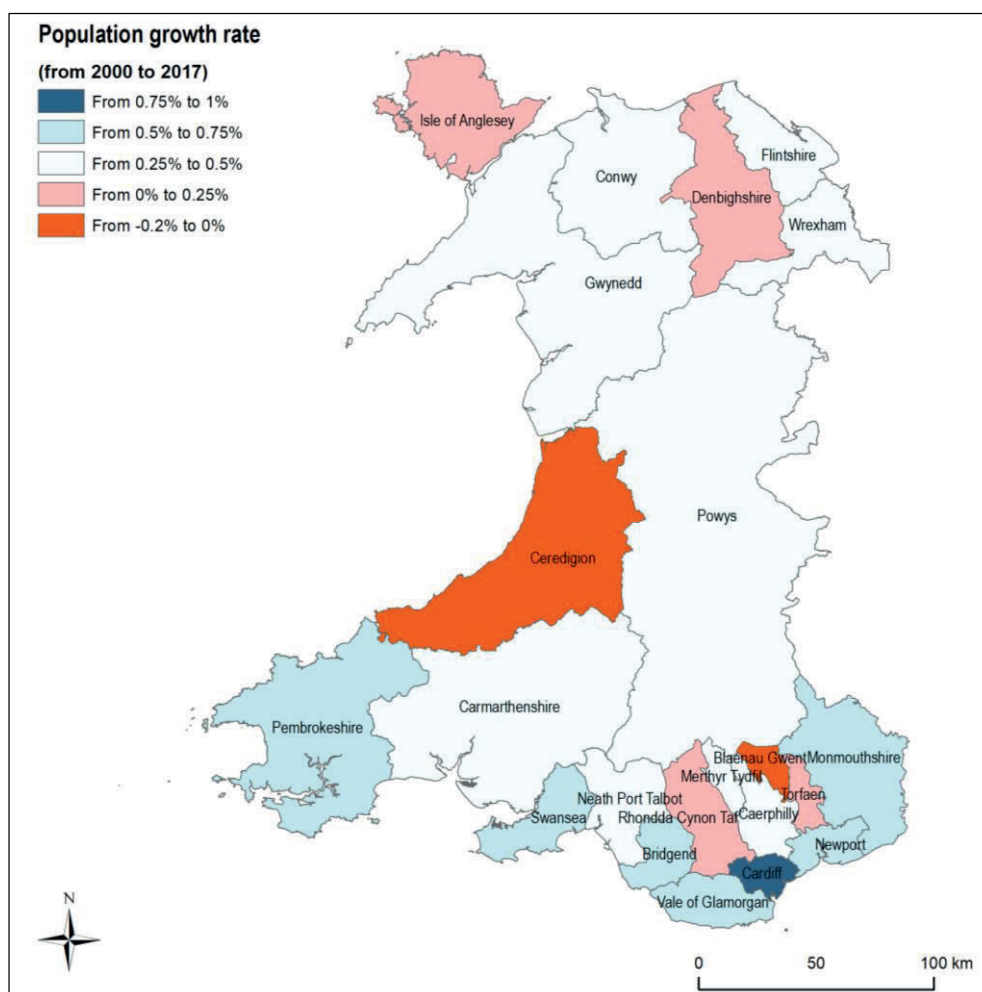 Population growth rate
(from 2000 to 2017)
From 0.75% to 1%
From 0.5% to 0.75%
From 0.25% to 0.5%
From 0% to 0.25%
From -0.2% to 0%
Isle of Anglesey
Flintshire
Conwy
Denbighshire
Wrexham
Gwynedd
Powys
Ceredigion
Carmarthenshire
Pembrokeshire
Blaenau Gwent
Monmouthshire
Merthyr Tydfil
Torfaen
Neath Port Talbot
Swansea
Rhondda Cynon Taf
Caerphilly
Newport
Bridgend
Cardiff
Vale of Glamorgan
N
0 50 100 km